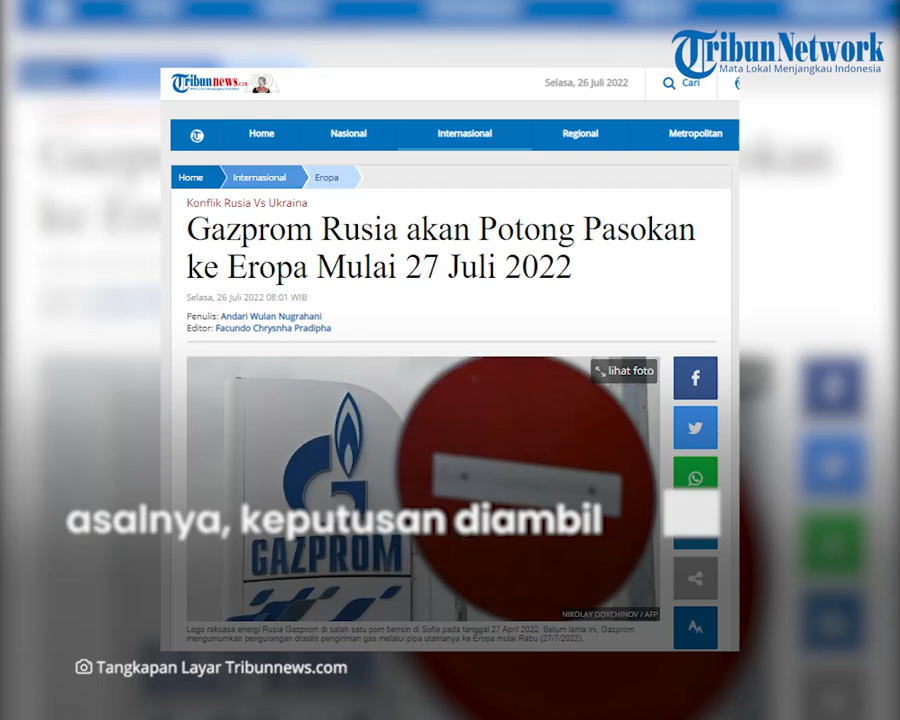 Tribun Network
Mata Lokal Menjangkau Indonesia
Tribunnews.com
Selasa, 26 Juli 2022
Cari
Home
Nasional
Internasional
Regional
Metropolitan
Home
Internasional
Eropa
Konflik Rusia Vs Ukraina
Gazprom Rusia akan Potong Pasokan
ke Eropa Mulai 27 Juli 2022
Selasa, 26 Juli 2022 08:01 WIB
Penulis: Andari Wulan Nugrahani
Editor: Facundo Chrysnha Pradipha
lihat foto
GAZPROM
asalnya, keputusan diambil
NIKOLAY DOYCHINOV / AFP
Logo raksasa energi Rusia Gazprom di salah satu pom bensin di Sofia pada tanggal 27 April 2022. Belum lama ini, Gazprom
mengumumkan pengurangan drastis pengiriman gas melalui pipa utamanya ke Eropa mulai Rabu (27/7/2022).
Tangkapan Layar Tribunnews.com